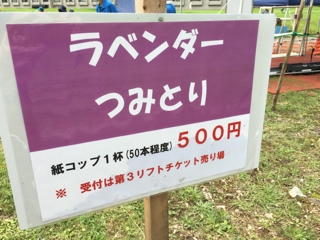 ラベンダー
つみとり
紙コップ1杯(50本程度)500円
※ 受付は第3リフトチケット売り場